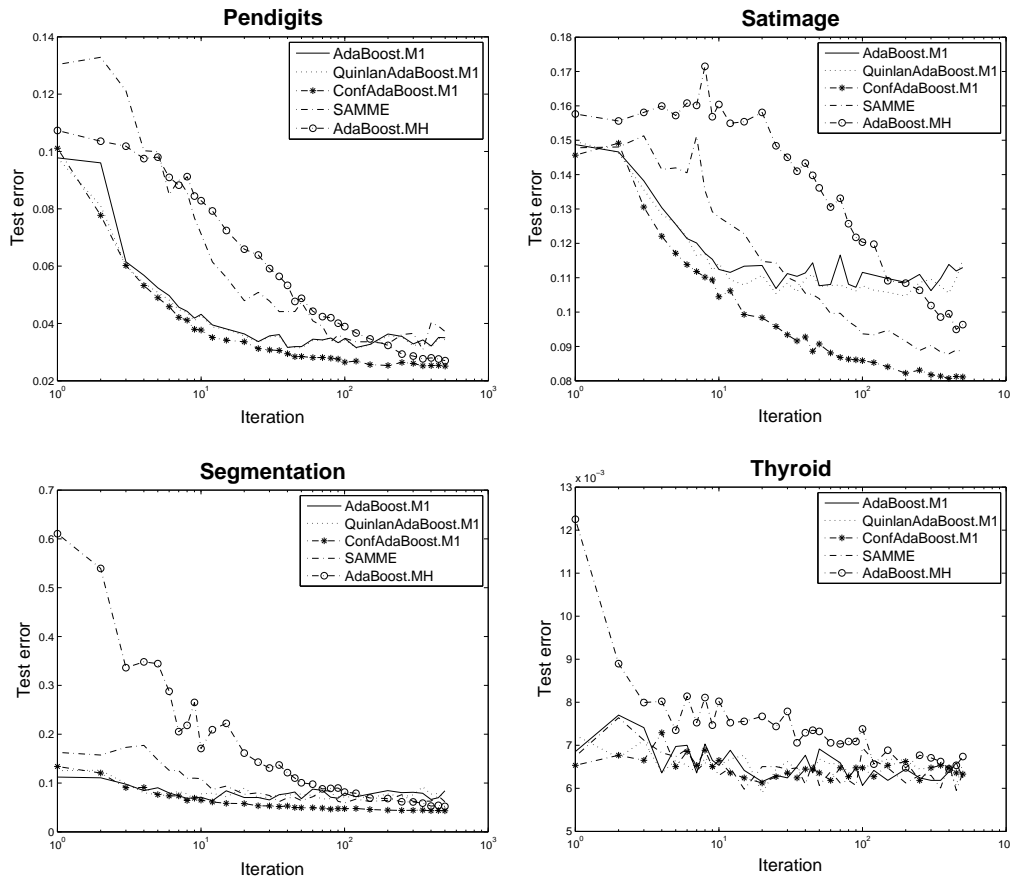 Pendigits
0.14
0.12
0.1
0.08
0.06
0.04
0.02
10^0
10^1
10^2
10^3
Test error
Iteration
AdaBoost.M1
QuinlanAdaBoost.M1
ConfAdaBoost.M1
SAMME
AdaBoost.MH
Satimage
0.18
0.17
0.16
0.15
0.14
0.13
0.12
0.11
0.1
0.09
0.08
10^0
10^1
10^2
10
Test error
Iteration
AdaBoost.M1
QuinlanAdaBoost.M1
ConfAdaBoost.M1
SAMME
AdaBoost.MH
Segmentation
0.7
0.6
0.5
0.4
0.3
0.2
0.1
0
10^0
10^1
10^2
10^3
Test error
Iteration
AdaBoost.M1
QuinlanAdaBoost.M1
ConfAdaBoost.M1
SAMME
AdaBoost.MH
Thyroid
x 10^-3
13
12
11
10
9
8
7
6
5
10^0
10^1
10^2
10
Test error
Iteration
AdaBoost.M1
QuinlanAdaBoost.M1
ConfAdaBoost.M1
SAMME
AdaBoost.MH